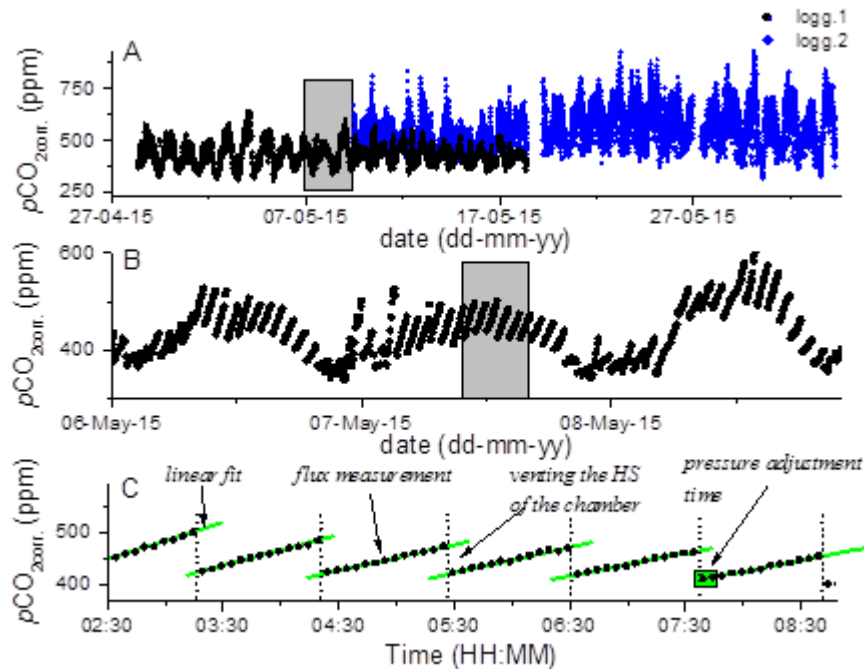 logg.1
logg.2
A
pCO2corr. (ppm)
750
500
250
27-04-15 07-05-15 17-05-15 27-05-15
date (dd-mm-yy)
B
pCO2corr. (ppm)
600
400
06-May-15 07-May-15 08-May-15
date (dd-mm-yy)
C
linear fit
flux measurement
venting the HS
of the chamber
pressure adjustment
time
pCO2corr. (ppm)
500
400
02:30 03:30 04:30 05:30 06:30 07:30 08:30
Time (HH:MM)